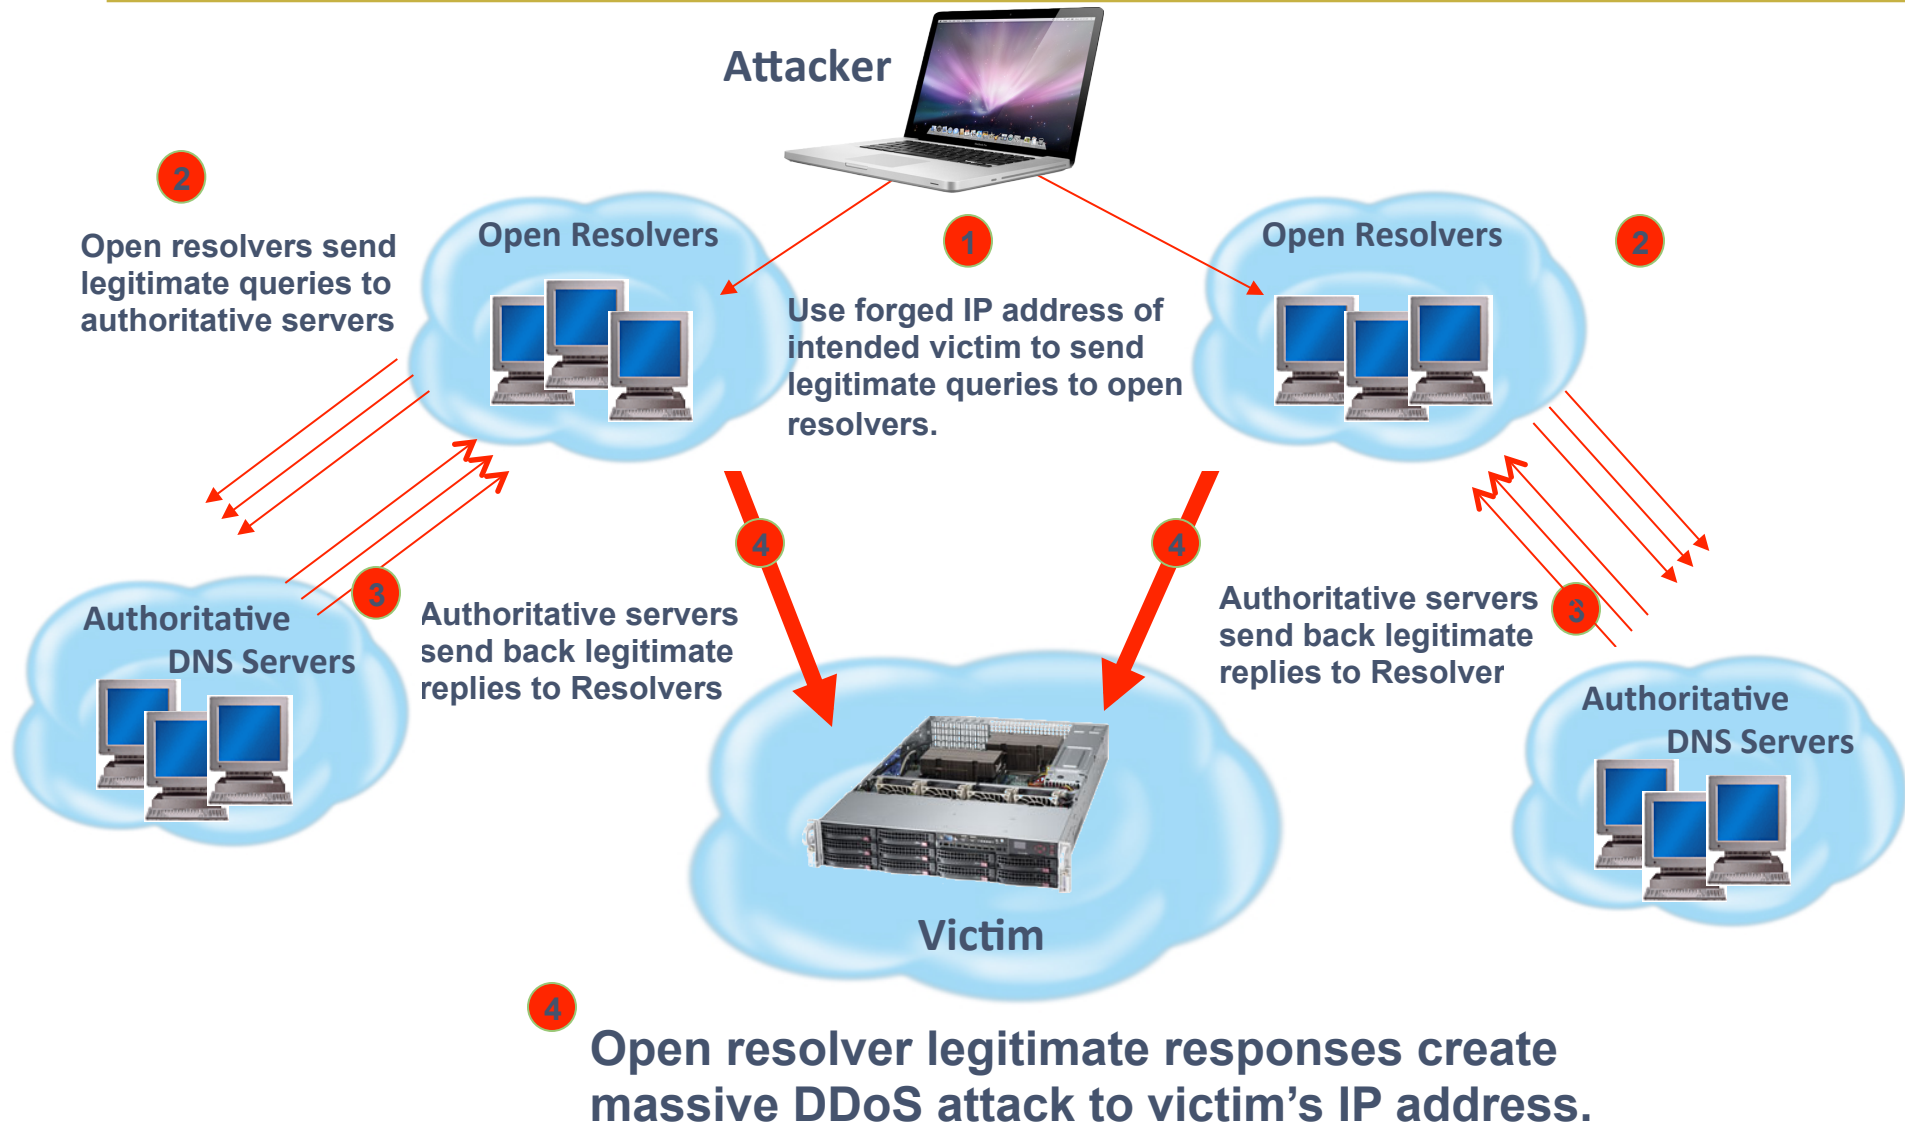 Attacker
2
Open resolvers send
legitimate queries to
authoritative servers
Open Resolvers
1
Use forged IP address of
intended victim to send
legitimate queries to open
resolvers.
Open Resolvers
2
4
4
Authoritative
DNS Servers
3
Authoritative servers
send back legitimate
replies to Resolvers
Authoritative servers
send back legitimate
replies to Resolver
3
Authoritative
DNS Servers
Victim
4
Open resolver legitimate responses create
massive DDoS attack to victim’s IP address.